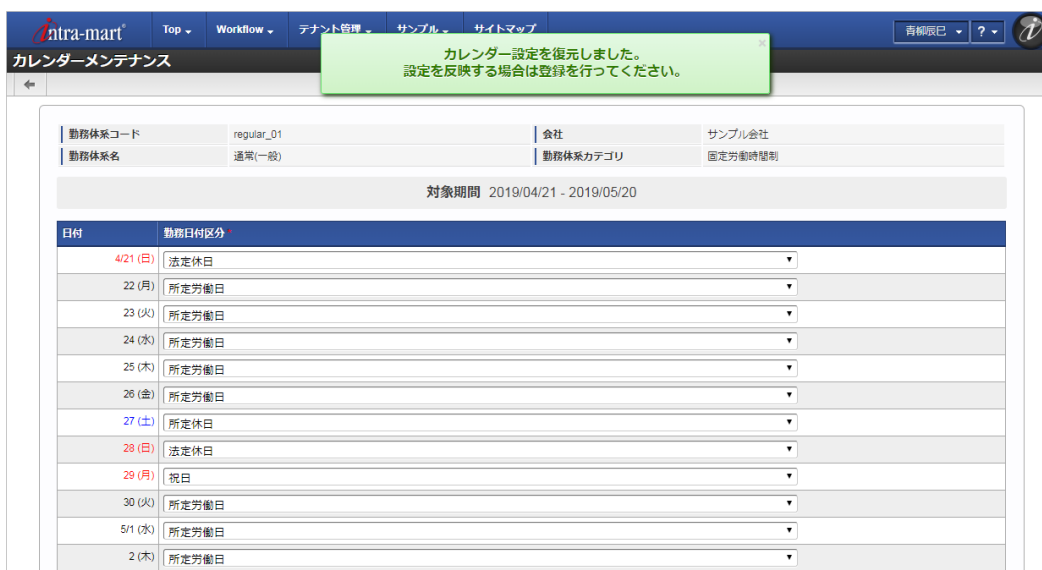 intra-mart® Top Workflow テナント管理 サンプル サイトマップ 青柳辰巳 ?
カレンダー設定を復元しました。 ×
設定を反映する場合は登録を行ってください。
カレンダーメンテナンス
勤務体系コード regular_01 会社 サンプル会社
勤務体系名 通常(一般) 勤務体系カテゴリ 固定労働時間制
対象期間 2019/04/21 - 2019/05/20
日付 勤務日付区分*
4/21 (日) 法定休日
22 (月) 所定労働日
23 (火) 所定労働日
24 (水) 所定労働日
25 (木) 所定労働日
26 (金) 所定労働日
27 (土) 所定休日
28 (日) 法定休日
29 (月) 祝日
30 (火) 所定労働日
5/1 (水) 所定労働日
2 (木) 所定労働日